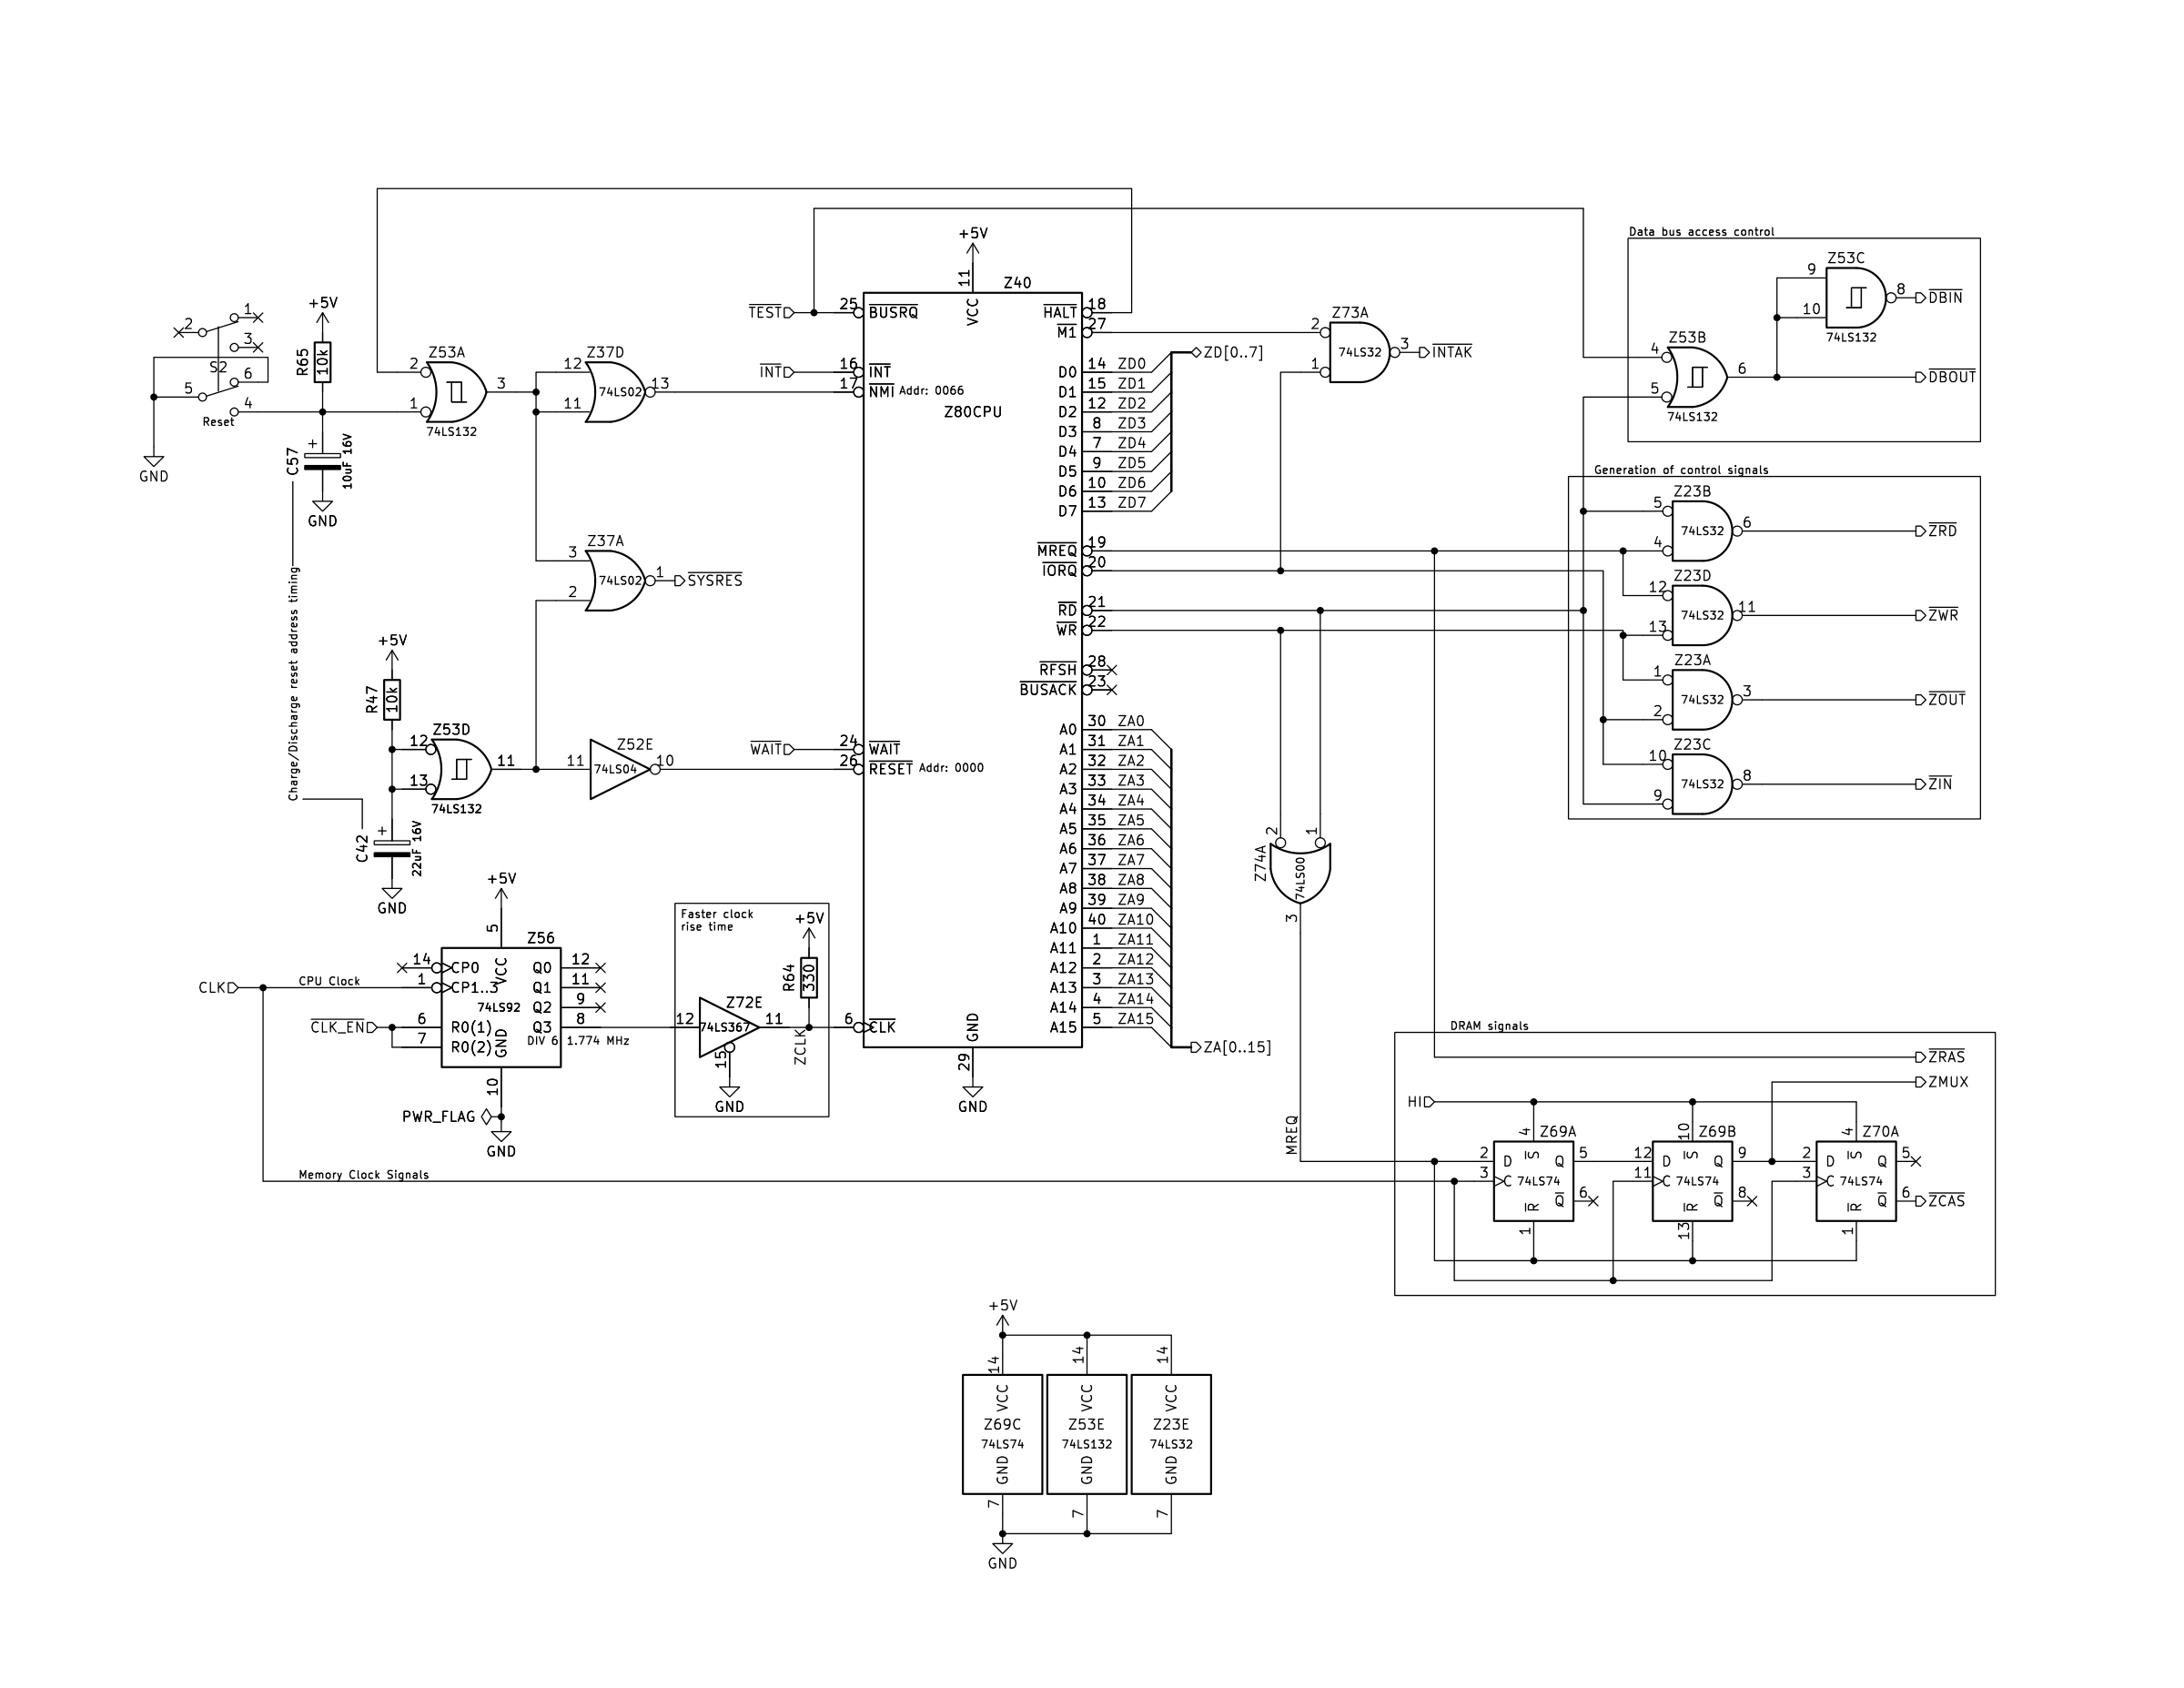 +5V
Z40
11
VCC
TEST
25
BUSRQ
HALT
18
M1
27
INT
16
INT
17
NMI Addr: 0066
Z80CPU
D0 14 ZD0
D1 15 ZD1
D2 12 ZD2
D3 8 ZD3
D4 7 ZD4
D5 9 ZD5
D6 10 ZD6
D7 13 ZD7
ZD[0..7]
MREQ 19
IORQ 20
RD 21
WR 22
RFSH 28
BUSACK 23
WAIT
24
WAIT
26
RESET Addr: 0000
A0 30 ZA0
A1 31 ZA1
A2 32 ZA2
A3 33 ZA3
A4 34 ZA4
A5 35 ZA5
A6 36 ZA6
A7 37 ZA7
A8 38 ZA8
A9 39 ZA9
A10 40 ZA10
A11 1 ZA11
A12 2 ZA12
A13 3 ZA13
A14 4 ZA14
A15 5 ZA15
ZA[0..15]
6
CLK
GND
29
GND
1
2
3
S2
6
5
4
Reset
GND
+5V
R65
10k
C57
+
10uF 16V
GND
Charge/Discharge reset address timing
Z53A
2
1
3
74LS132
Z37D
12
11
74LS02
13
Z37A
3
2
74LS02
1
SYSRES
+5V
R47
10k
Z53D
12
13
11
74LS132
C42
+
22uF 16V
GND
Z52E
11
74LS04
10
+5V
5
Z56
14
CP0
VCC
Q0
12
CLK
CPU Clock
1
CP1..3
Q1
11
74LS92
Q2
9
CLK_EN
6
R0(1)
Q3
8
7
R0(2)
GND
DIV 6 1.774 MHz
10
PWR_FLAG
GND
Faster clock
rise time
+5V
R64
330
Z72E
12
74LS367
11
15
ZCLK
GND
Memory Clock Signals
Z73A
2
1
74LS32
3
INTAK
Data bus access control
Z53C
9
10
8
DBIN
74LS132
Z53B
4
5
6
DBOUT
74LS132
Generation of control signals
Z23B
5
4
74LS32
6
ZRD
Z23D
12
13
74LS32
11
ZWR
Z23A
1
2
74LS32
3
ZOUT
Z23C
10
9
74LS32
8
ZIN
Z74A
2
1
74LS00
3
MREQ
DRAM signals
ZRAS
ZMUX
HI
Z69A
4
2
D
S
Q
5
3
C
74LS74
Q
6
R
1
Z69B
10
12
D
S
Q
9
11
C
74LS74
Q
8
R
13
Z70A
4
2
D
S
Q
5
3
C
74LS74
Q
6
ZCAS
R
1
+5V
14
14
14
VCC
VCC
VCC
Z69C
Z53E
Z23E
74LS74
74LS132
74LS32
GND
GND
GND
7
7
7
GND